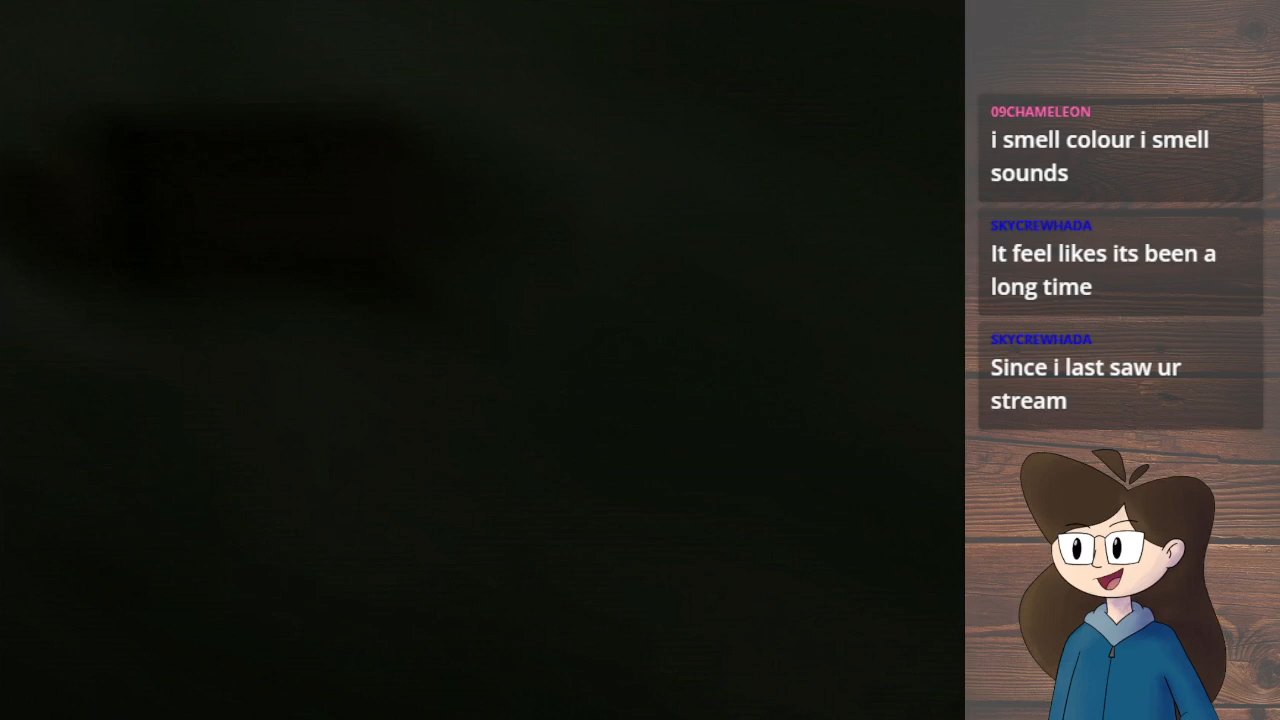 09CHAMELEON
i smell colour i smell
sounds
SKYCREWHADA
It feel likes its been a
long time
SKYCREWHADA
Since i last saw ur
stream